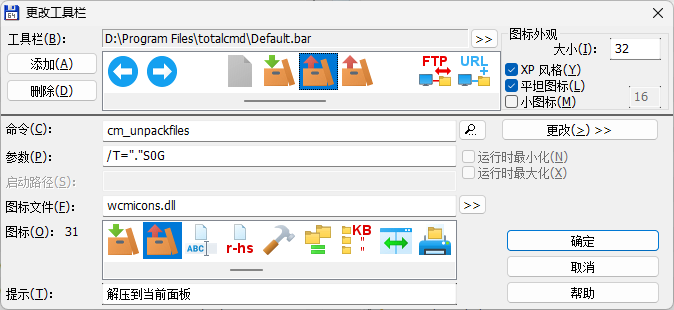 更改工具栏
工具栏(B):
D:\Program Files\totalcmd\Default.bar
>>
添加(A)
删除(D)
FTP
URL
图标外观
大小(I):
32
XP 风格(Y)
平坦图标(L)
小图标(M)
16
命令(C):
cm_unpackfiles
更改(>) >>
参数(P):
/T="."S0G
运行时最小化(N)
运行时最大化(X)
启动路径(S):
图标文件(F):
wcmicons.dll
>>
图标(O):
31
ABC
r-hs
KB
确定
取消
提示(T):
解压到当前面板
帮助